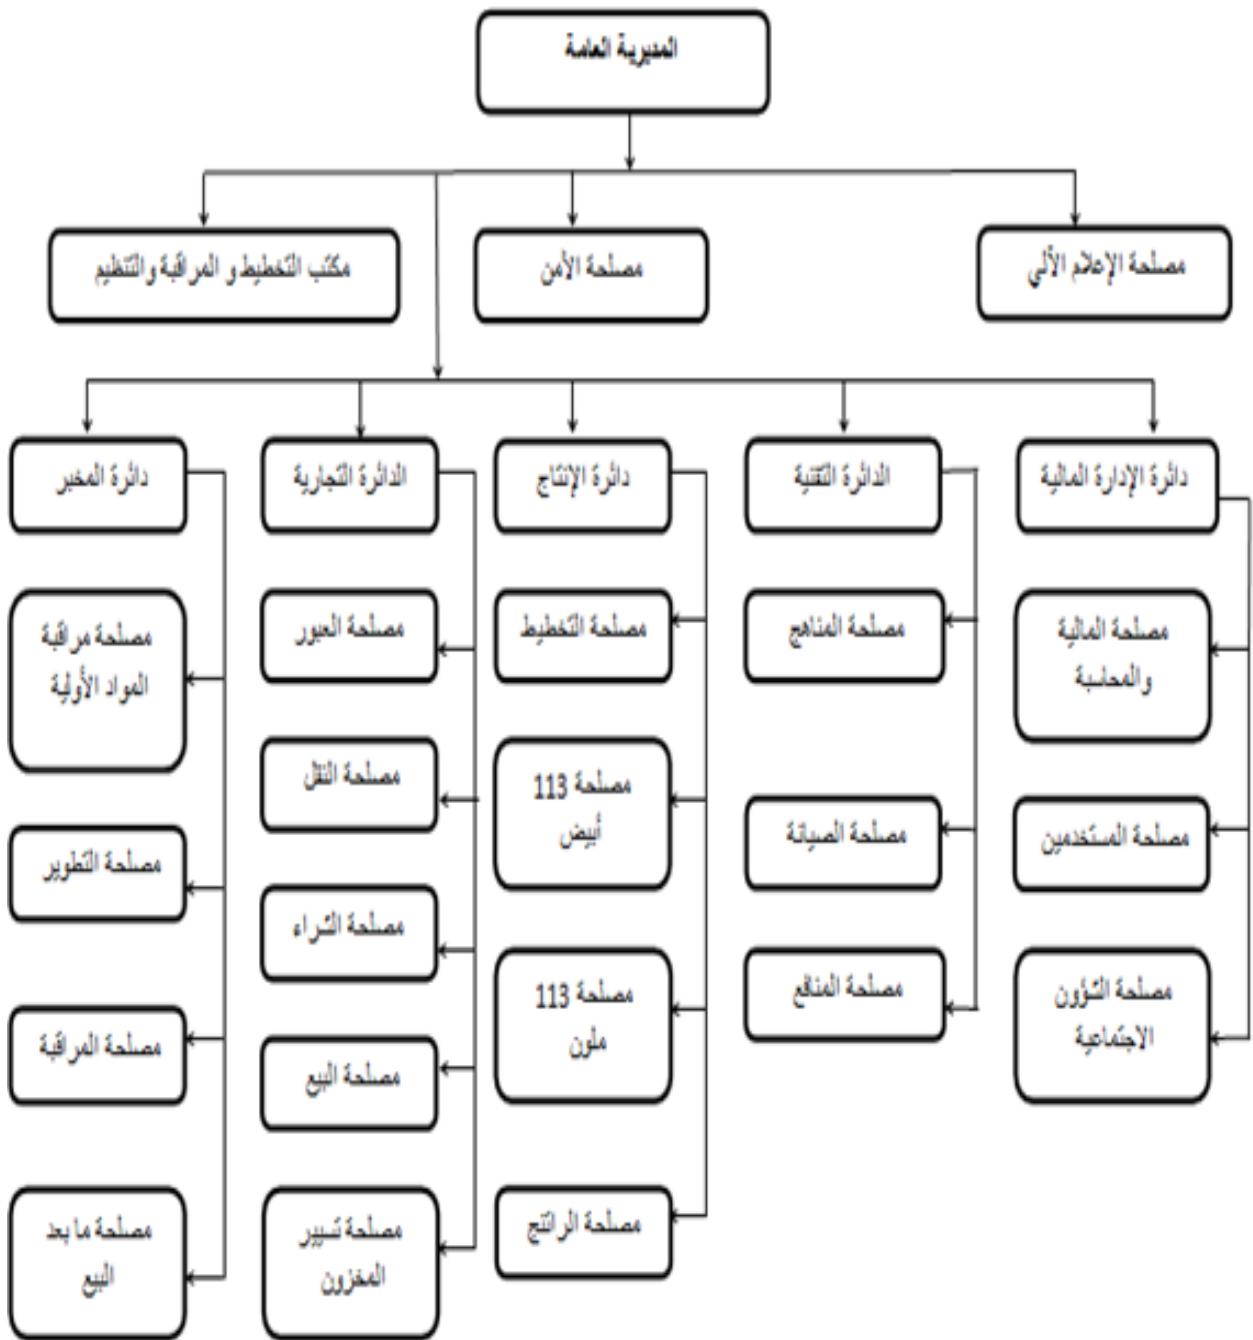 المديرية العامة
مصلحة الإعلام الألي
مصلحة الأمن
مكتب التخطيط و المراقبة والتنظيم
دائرة الإدارة المالية
الدائرة التقنية
دائرة الإنتاج
الدائرة التجارية
دائرة المخبر
مصلحة المالية
والمحاسبة
مصلحة المستخدمين
مصلحة الشؤون
الاجتماعية
مصلحة المناهج
مصلحة الصيانة
مصلحة المنافع
مصلحة التخطيط
مصلحة 113
أبيض
مصلحة 113
ملون
مصلحة الراتنج
مصلحة العبور
مصلحة النقل
مصلحة الشراء
مصلحة البيع
مصلحة تسيير
المخزون
مصلحة مراقبة
المواد الأولية
مصلحة التطوير
مصلحة المراقبة
مصلحة ما بعد
البيع